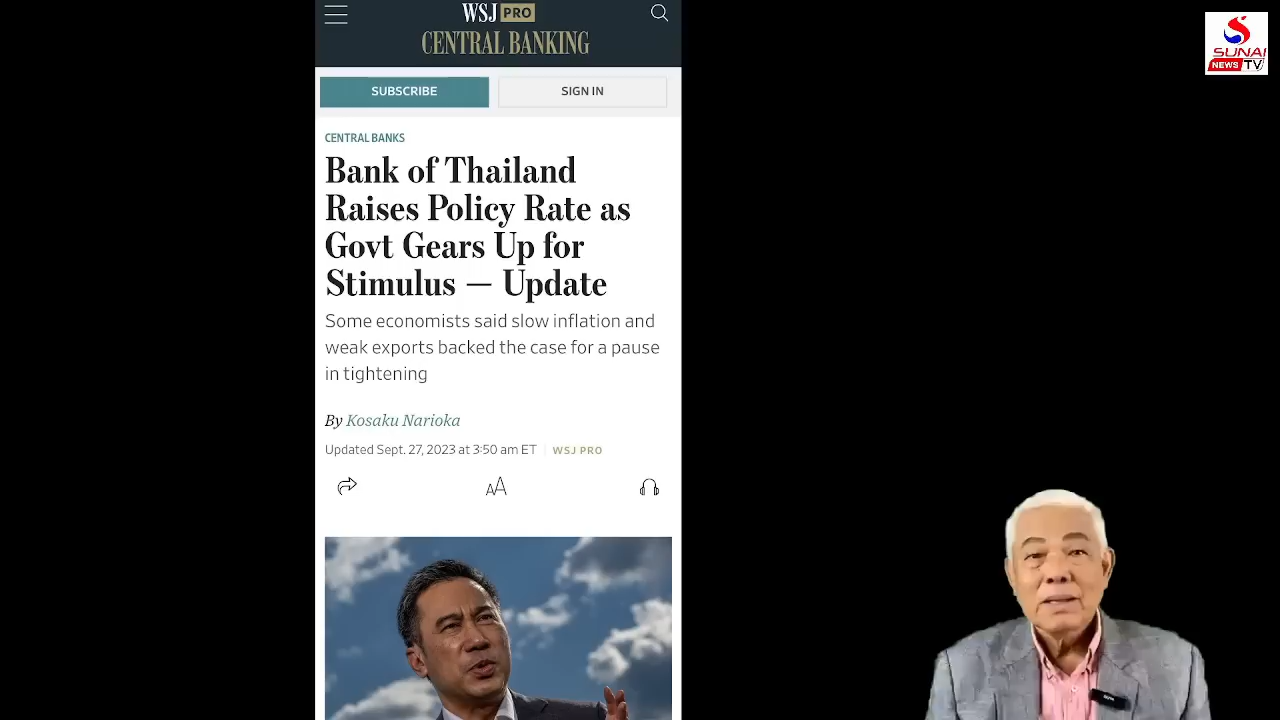 WSJ PRO
CENTRAL BANKING
SUNAI
NEWS TV
SUBSCRIBE
SIGN IN
CENTRAL BANKS
Bank of Thailand
Raises Policy Rate as
Govt Gears Up for
Stimulus — Update
Some economists said slow inflation and
weak exports backed the case for a pause
in tightening
By Kosaku Narioka
Updated Sept. 27, 2023 at 3:50 am ET
WSJ PRO
AA